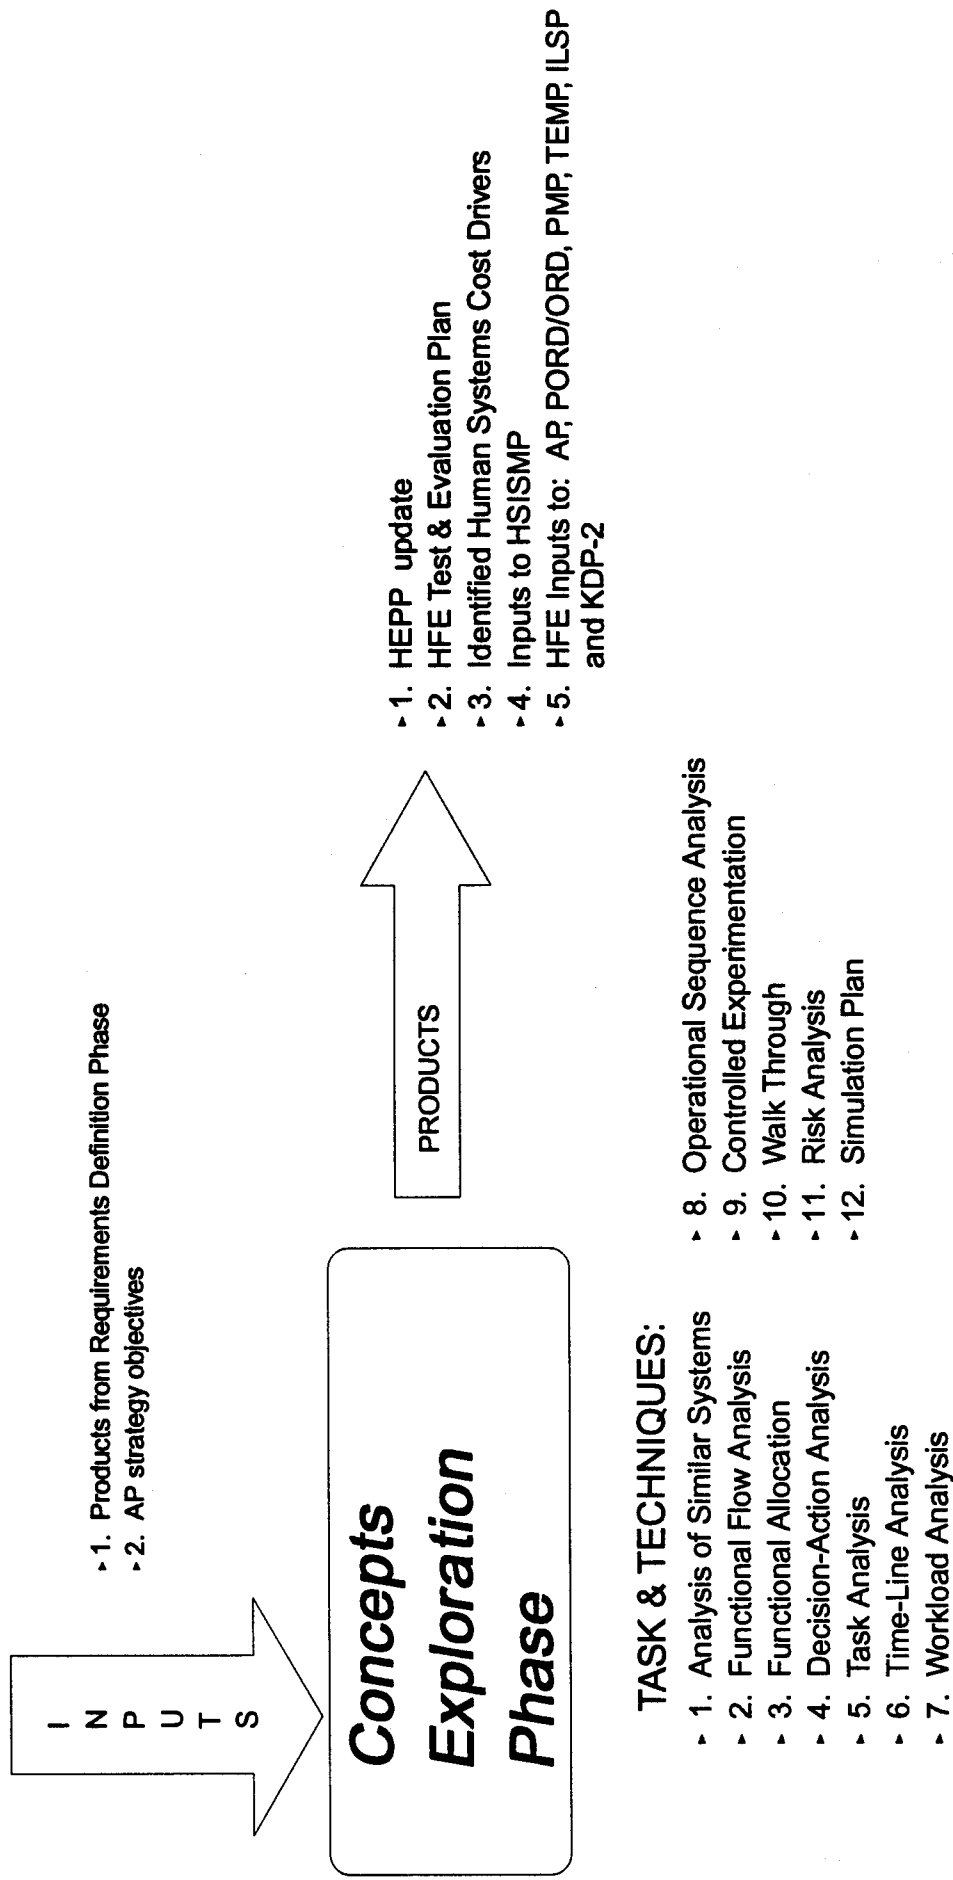 INPUTS
1. Products from Requirements Definition Phase
2. AP strategy objectives
Concepts
Exploration
Phase
PRODUCTS
1. HEPP update
2. HFE Test & Evaluation Plan
3. Identified Human Systems Cost Drivers
4. Inputs to HSISMP
5. HFE Inputs to: AP, PORD/ORD, PMP, TEMP, ILSP
and KDP-2
TASK & TECHNIQUES:
1. Analysis of Similar Systems
2. Functional Flow Analysis
3. Functional Allocation
4. Decision-Action Analysis
5. Task Analysis
6. Time-Line Analysis
7. Workload Analysis
8. Operational Sequence Analysis
9. Controlled Experimentation
10. Walk Through
11. Risk Analysis
12. Simulation Plan